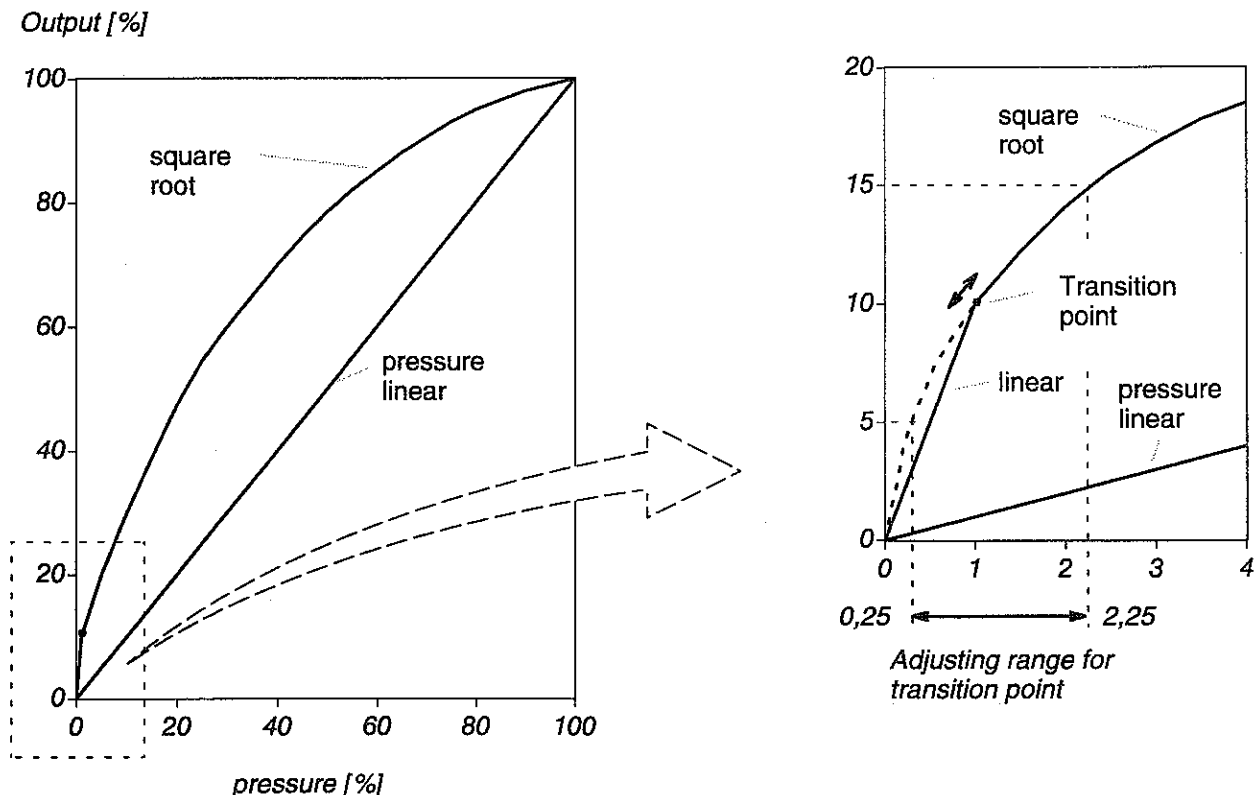 Output [%]
100
80
60
40
20
0
0
20
40
60
80
100
pressure [%]
square
root
pressure
linear
20
15
10
5
0
0
1
2
3
4
square
root
Transition
point
linear
pressure
linear
0,25
2,25
Adjusting range for
transition point